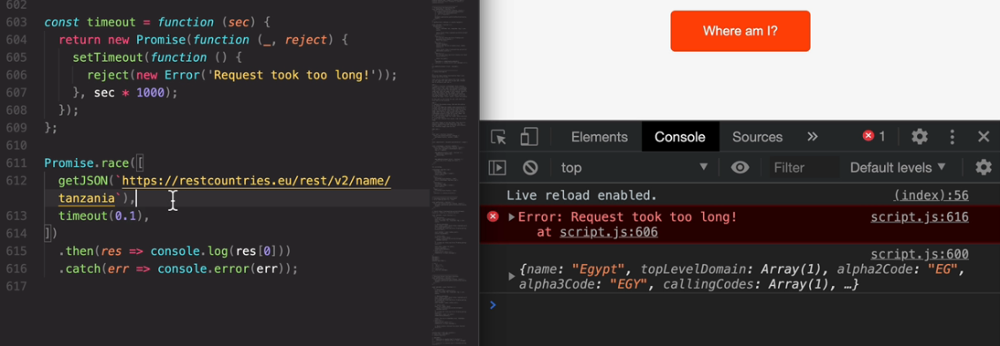 602
603 const timeout = function (sec) {
604 return new Promise(function (_, reject) {
605 setTimeout(function () {
606 reject(new Error('Request took too long!'));
607 }, sec * 1000);
608 });
609 };
610
611 Promise.race([
612 getJSON(`https://restcountries.eu/rest/v2/name/
tanzania`),
613 timeout(0.1),
614 ])
615 .then(res => console.log(res[0]))
616 .catch(err => console.error(err));
617
Where am I?
Elements Console Sources » 1
top Filter Default levels ▼
Live reload enabled. (index):56
Error: Request took too long! script.js:616
at script.js:606
script.js:600
{name: "Egypt", topLevelDomain: Array(1), alpha2Code: "EG",
alpha3Code: "EGY", callingCodes: Array(1), …}